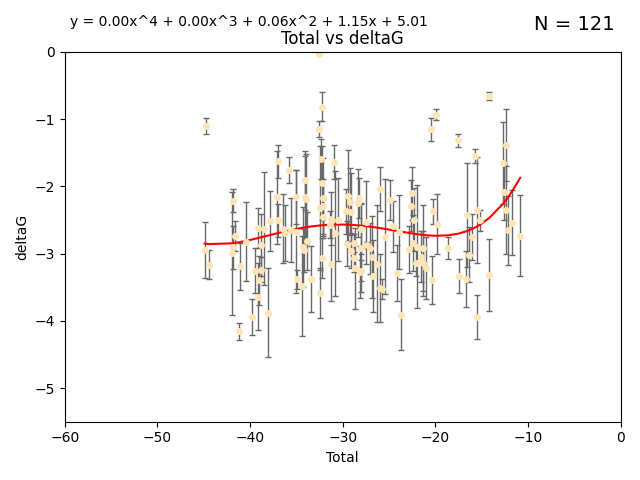 y = 0.00x^4 + 0.00x^3 + 0.06x^2 + 1.15x + 5.01
N = 121
Total vs deltaG
0
−1
−2
−3
−4
−5
deltaG
−60
−50
−40
−30
−20
−10
0
Total